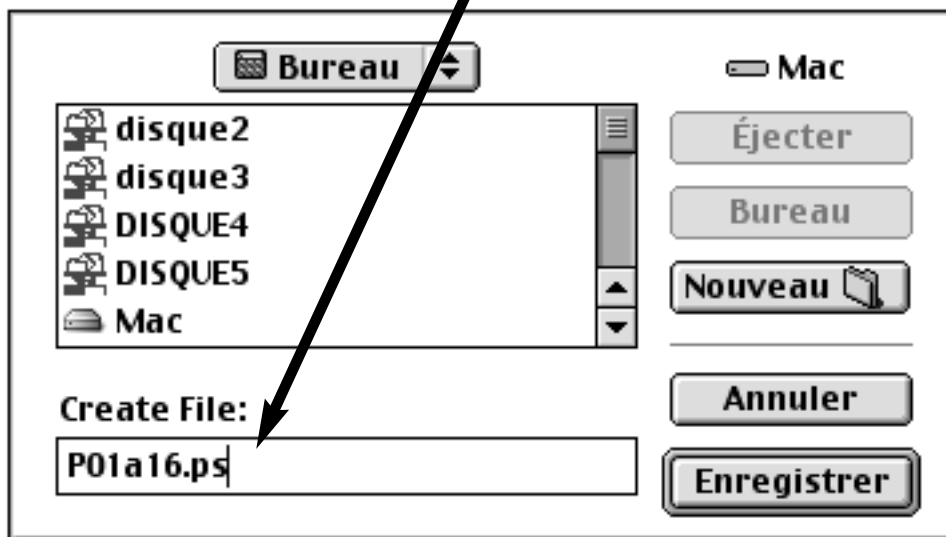 Bureau
Mac
disque2
disque3
DISQUE4
DISQUE5
Mac
Éjecter
Bureau
Nouveau
Create File:
P01a16.ps
Annuler
Enregistrer